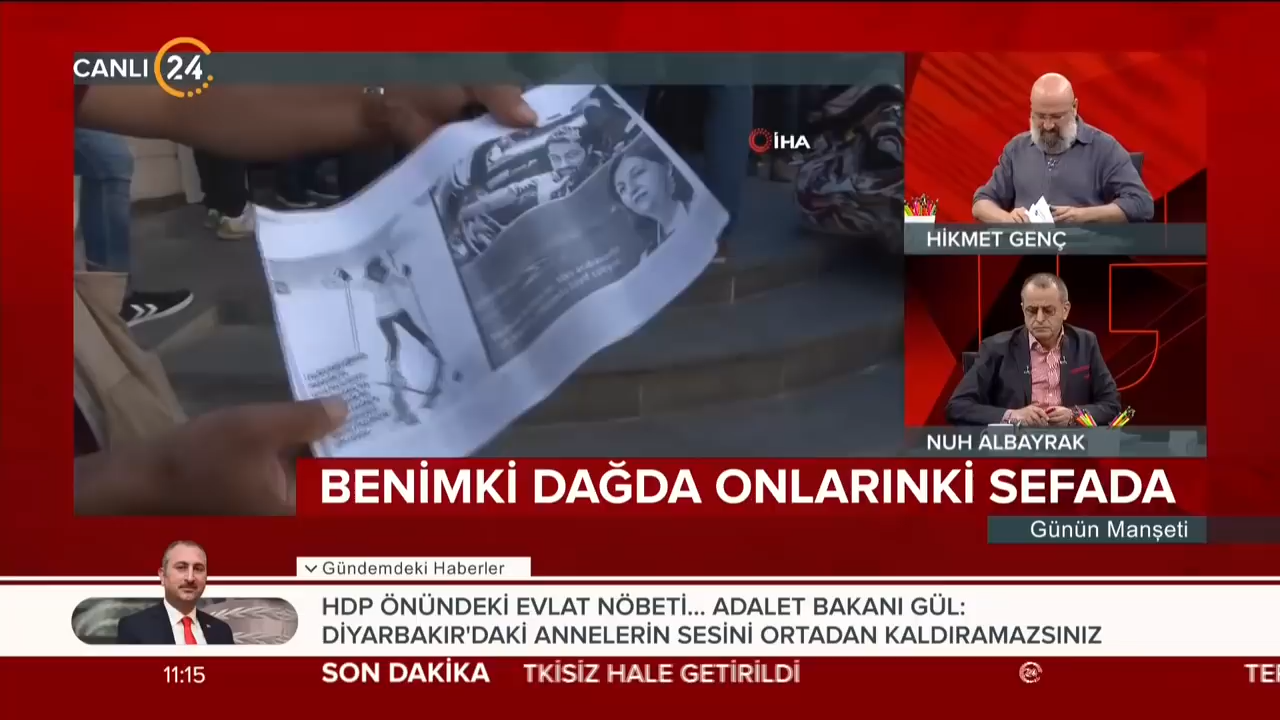 CANLI 24
İHA
HİKMET GENÇ
NUH ALBAYRAK
BENİMKİ DAĞDA ONLARINKİ SEFADA
Günün Manşeti
Gündemdeki Haberler
HDP ÖNÜNDEKİ EVLAT NÖBETİ... ADALET BAKANI GÜL:
DİYARBAKIR'DAKİ ANNELERİN SESİNİ ORTADAN KALDIRAMAZSINIZ
11:15 SON DAKİKA TKİSİZ HALE GETİRİLDİ 24 TER